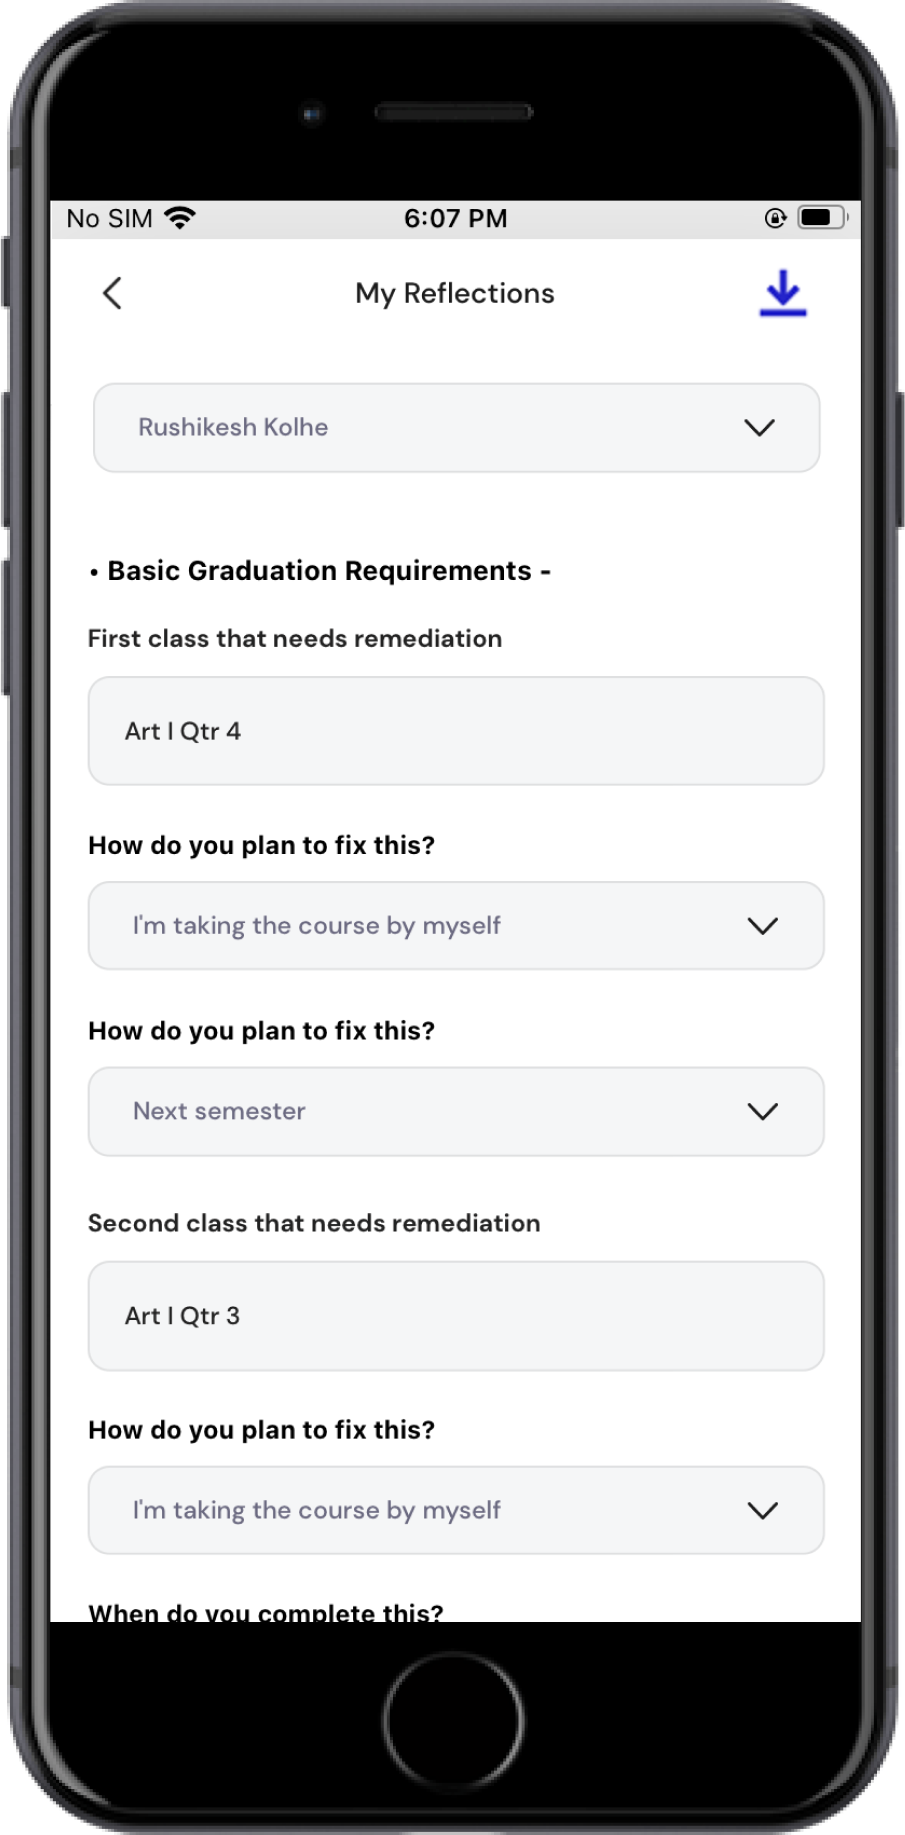 No SIM 6:07 PM
My Reflections
Rushikesh Kolhe
• Basic Graduation Requirements -
First class that needs remediation
Art I Qtr 4
How do you plan to fix this?
I'm taking the course by myself
How do you plan to fix this?
Next semester
Second class that needs remediation
Art I Qtr 3
How do you plan to fix this?
I'm taking the course by myself
When do you complete this?